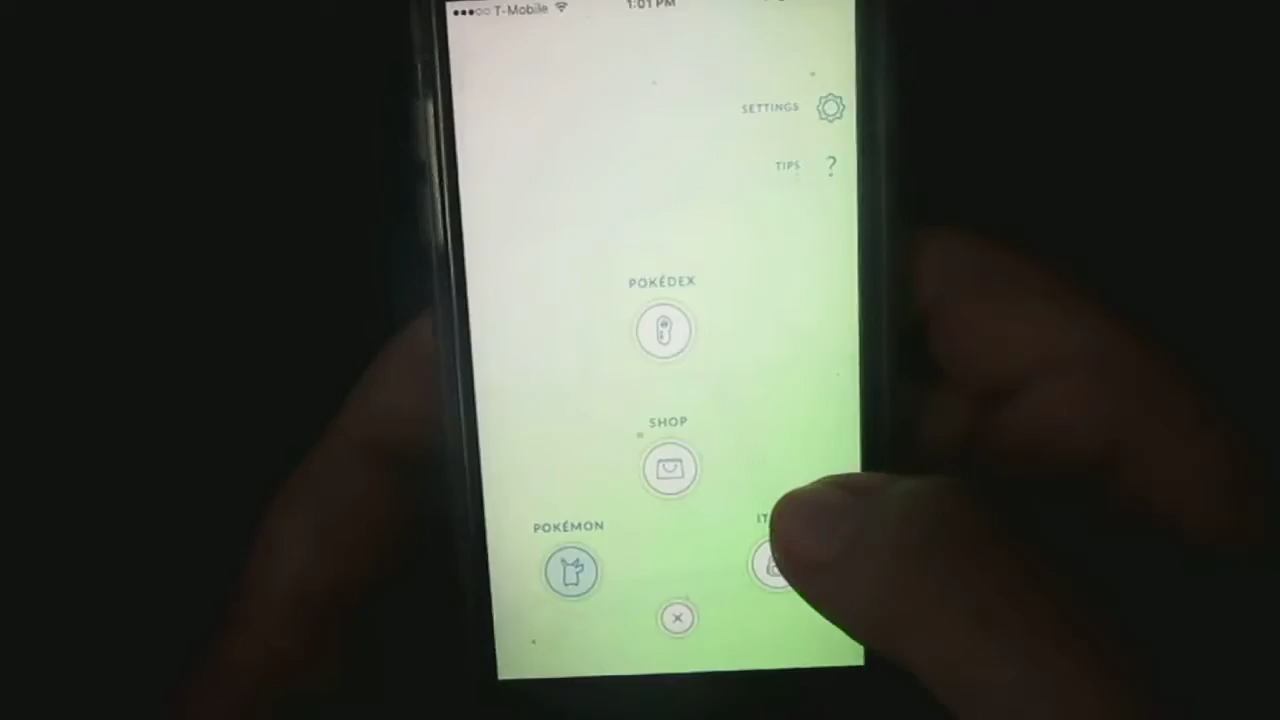 T-Mobile 1:01 PM
SETTINGS
TIPS ?
POKÉDEX
SHOP
POKÉMON